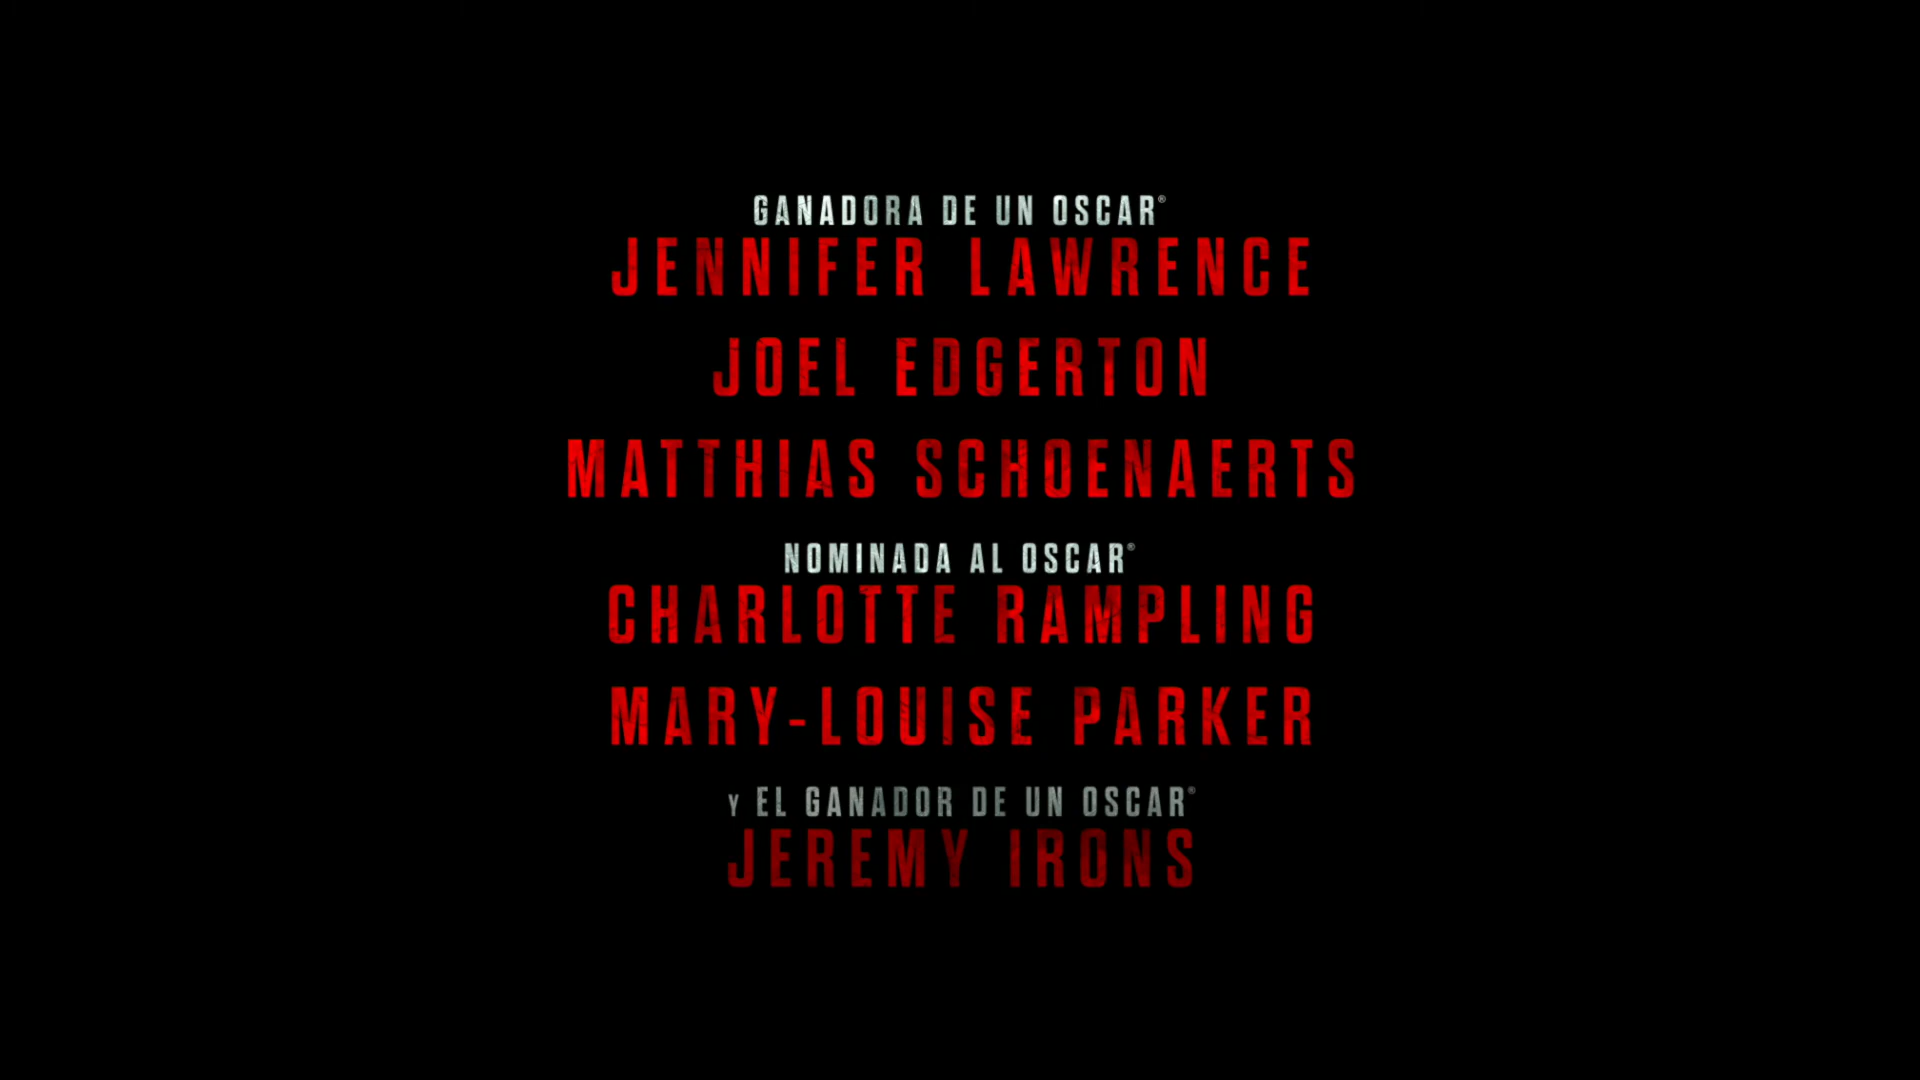 GANADORA DE UN OSCAR®
JENNIFER LAWRENCE
JOEL EDGERTON
MATTHIAS SCHOENAERTS
NOMINADA AL OSCAR®
CHARLOTTE RAMPLING
MARY-LOUISE PARKER
Y EL GANADOR DE UN OSCAR®
JEREMY IRONS